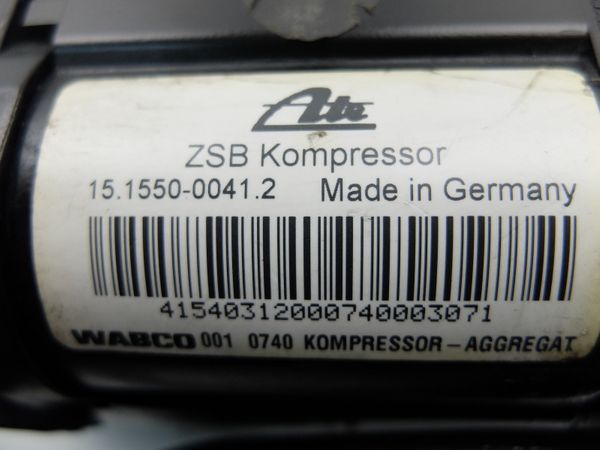 Ate
ZSB Kompressor
15.1550-0041.2 Made in Germany
41540312000740003071
WABCO 001 0740 KOMPRESSOR-AGGREGAT